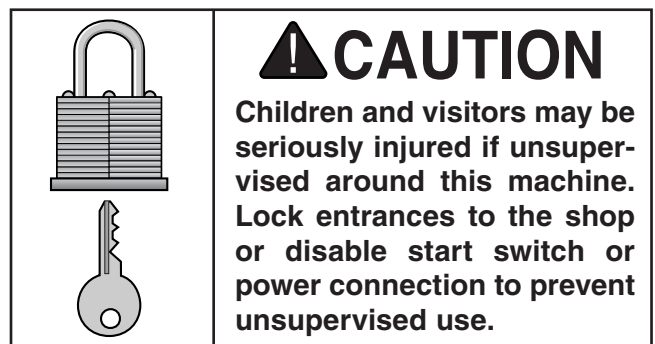 CAUTION
Children and visitors may be
seriously injured if unsuper-
vised around this machine.
Lock entrances to the shop
or disable start switch or
power connection to prevent
unsupervised use.